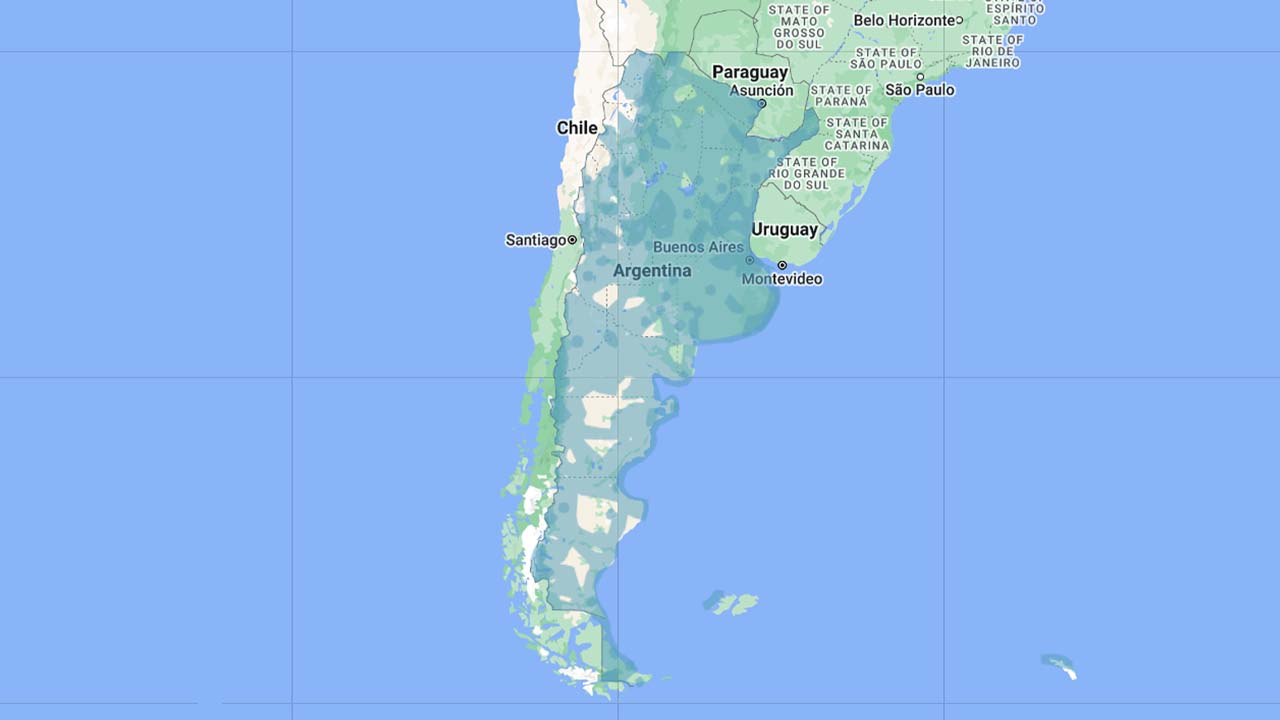 STATE OF
MATO
GROSSO
DO SUL
Belo Horizonte
ESPÍRITO
SANTO
STATE OF
RIO DE
JANEIRO
STATE OF
SÃO PAULO
São Paulo
Paraguay
Asunción
STATE OF
PARANÁ
Chile
STATE OF
SANTA
CATARINA
STATE OF
RIO GRANDE
DO SUL
Uruguay
Santiago
Buenos Aires
Argentina
Montevideo